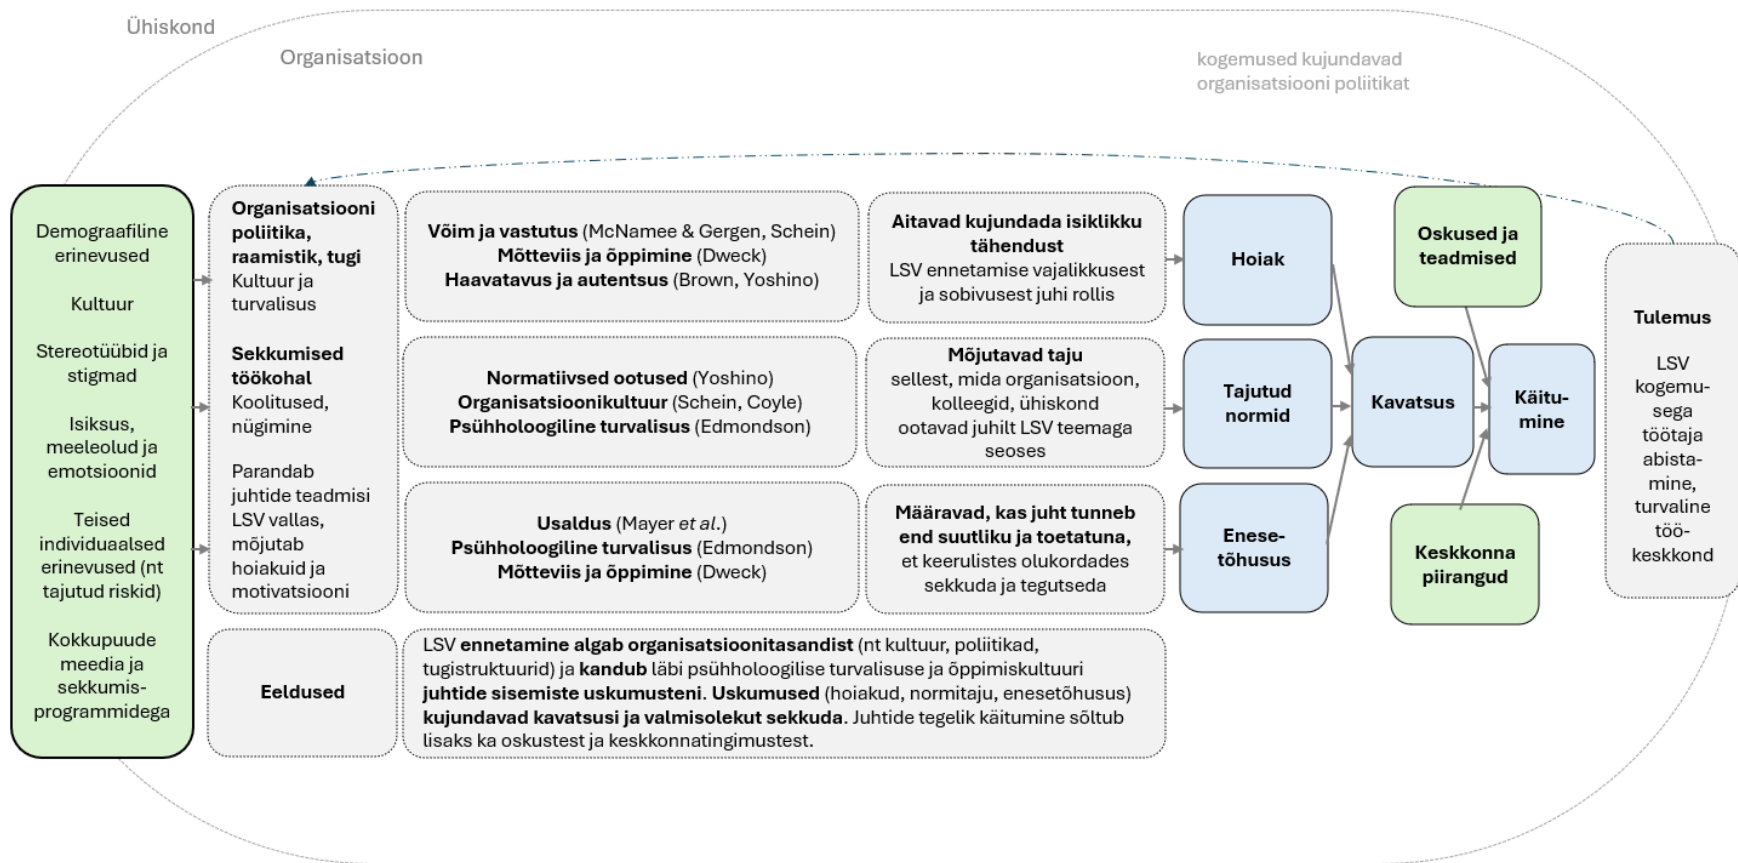 Ühiskond
Organisatsioon
kogemused kujundavad
organisatsiooni poliitikat
Demograafiline
erinevused
Kultuur
Stereotüübid ja
stigmad
Isiksus,
meeleolud ja
emotsioonid
Teised
individuaalsed
erinevused (nt
tajutud riskid)
Kokkupuude
meedia ja
sekkumis-
programmidega
Organisatsiooni
poliitika,
raamistik, tugi
Kultuur ja
turvalisus
Sekkumised
töökohal
Koolitused,
nügimine
Parandab
juhtide teadmisi
LSV vallas,
mõjutab
hoiakuid ja
motivatsiooni
Võim ja vastutus (McNamee & Gergen, Schein)
Mõtteviis ja õppimine (Dweck)
Haavatavus ja autentsus (Brown, Yoshino)
Aitavad kujundada isiklikku
tähendust
LSV ennetamise vajalikkusest
ja sobivusest juhi rollis
Hoiak
Normatiivsed ootused (Yoshino)
Organisatsioonikultuur (Schein, Coyle)
Psühholoogiline turvalisus (Edmondson)
Mõjutavad taju
sellest, mida organisatsioon,
kolleegid, ühiskond
ootavad juhilt LSV teemaga
seoses
Tajutud
normid
Usaldus (Mayer et al.)
Psühholoogiline turvalisus (Edmondson)
Mõtteviis ja õppimine (Dweck)
Määravad, kas juht tunneb
end suutliku ja toetatuna,
et keerulistes olukordades
sekkuda ja tegutseda
Enese-
tõhusus
Kavatsus
Oskused ja
teadmised
Käitu-
mine
Keskkonna
piirangud
Tulemus
LSV
kogemu-
sega
töötaja
abista-
mine,
turvaline
töö-
keskkond
Eeldused
LSV ennetamine algab organisatsioonitasandist (nt kultuur, poliitikad,
tugistruktuurid) ja kandub läbi psühholoogilise turvalisuse ja õppimiskultuuri
juhtide sisemiste uskumusteni. Uskumused (hoiakud, normitaju, enesetõhusus)
kujundavad kavatsusi ja valmisolekut sekkuda. Juhtide tegelik käitumine sõltub
lisaks ka oskustest ja keskkonnatingimustest.